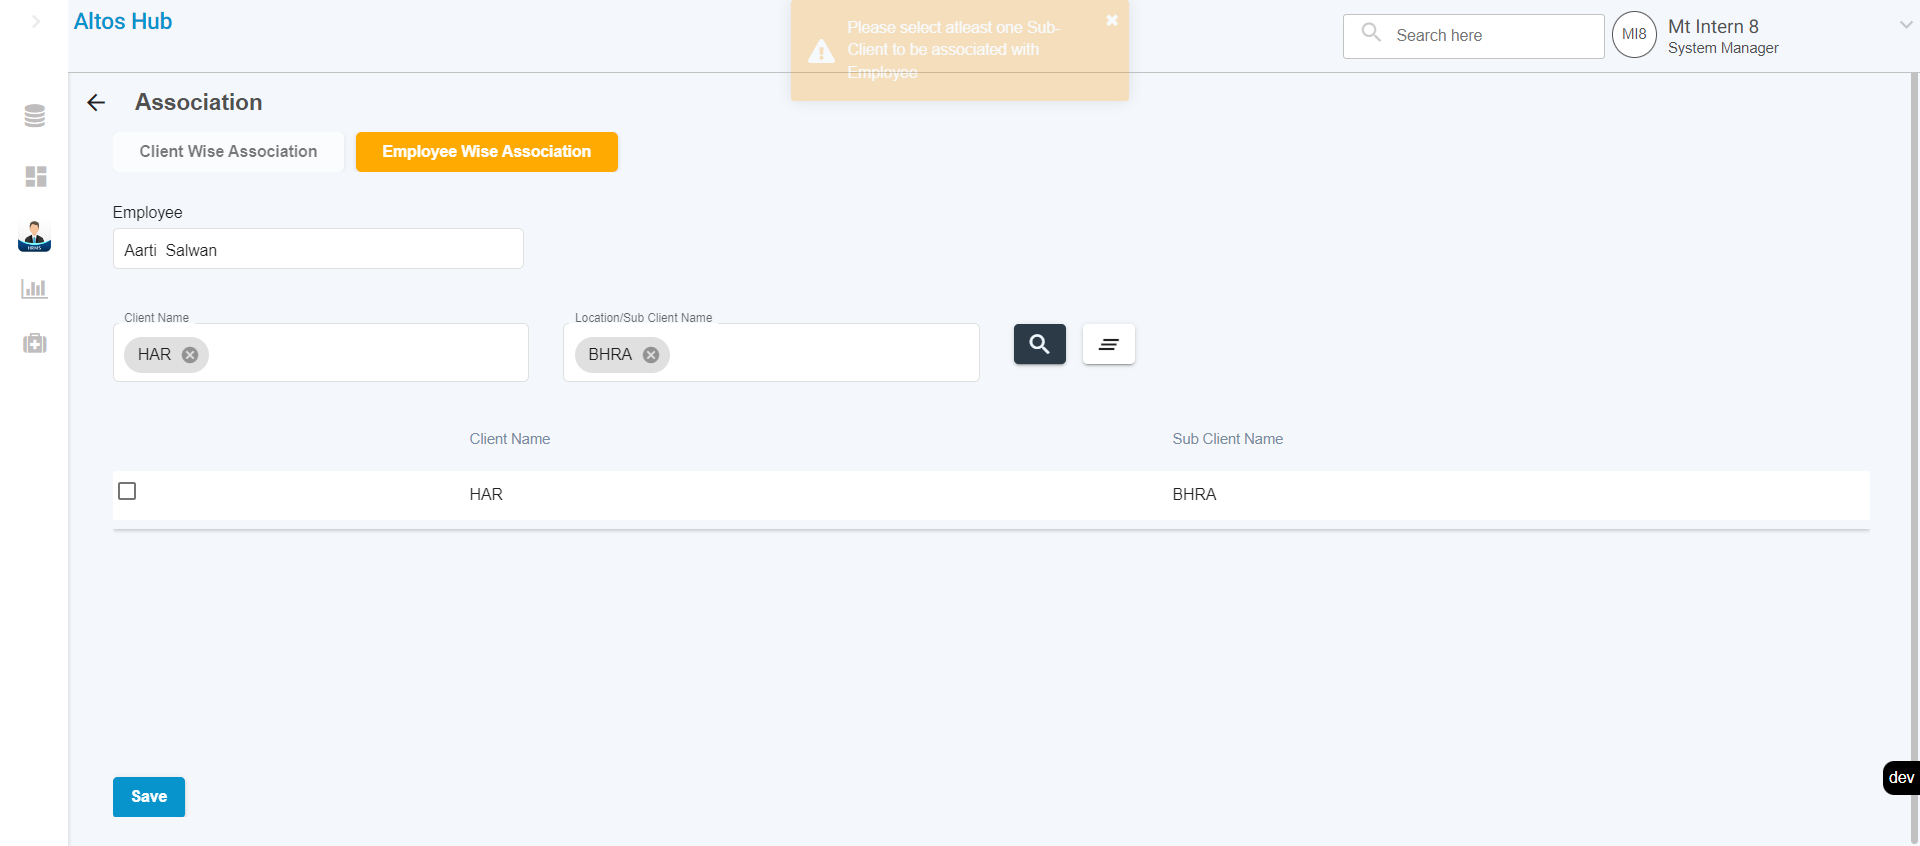 Altos Hub
Please select atleast one Sub-
Client to be associated with
Employee
Search here
MI8
Mt Intern 8
System Manager
Association
Client Wise Association
Employee Wise Association
HRMS
Employee
Aarti  Salwan
Client Name
Location/Sub Client Name
HAR
BHRA
Client Name
Sub Client Name
HAR
BHRA
dev
Save